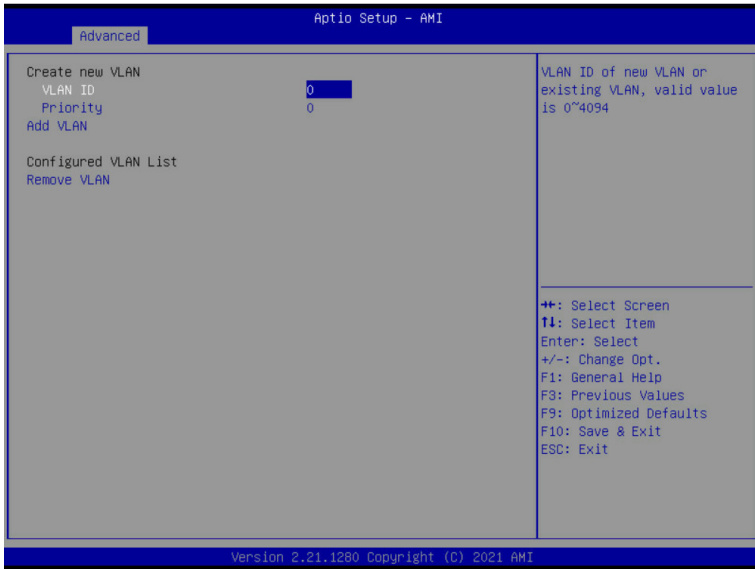 Aptio Setup – AMI
Advanced
Create new VLAN
VLAN ID 0
Priority 0
Add VLAN
Configured VLAN List
Remove VLAN
VLAN ID of new VLAN or
existing VLAN, valid value
is 0~4094
→←: Select Screen
↑↓: Select Item
Enter: Select
+/-: Change Opt.
F1: General Help
F3: Previous Values
F9: Optimized Defaults
F10: Save & Exit
ESC: Exit
Version 2.21.1280 Copyright (C) 2021 AMI